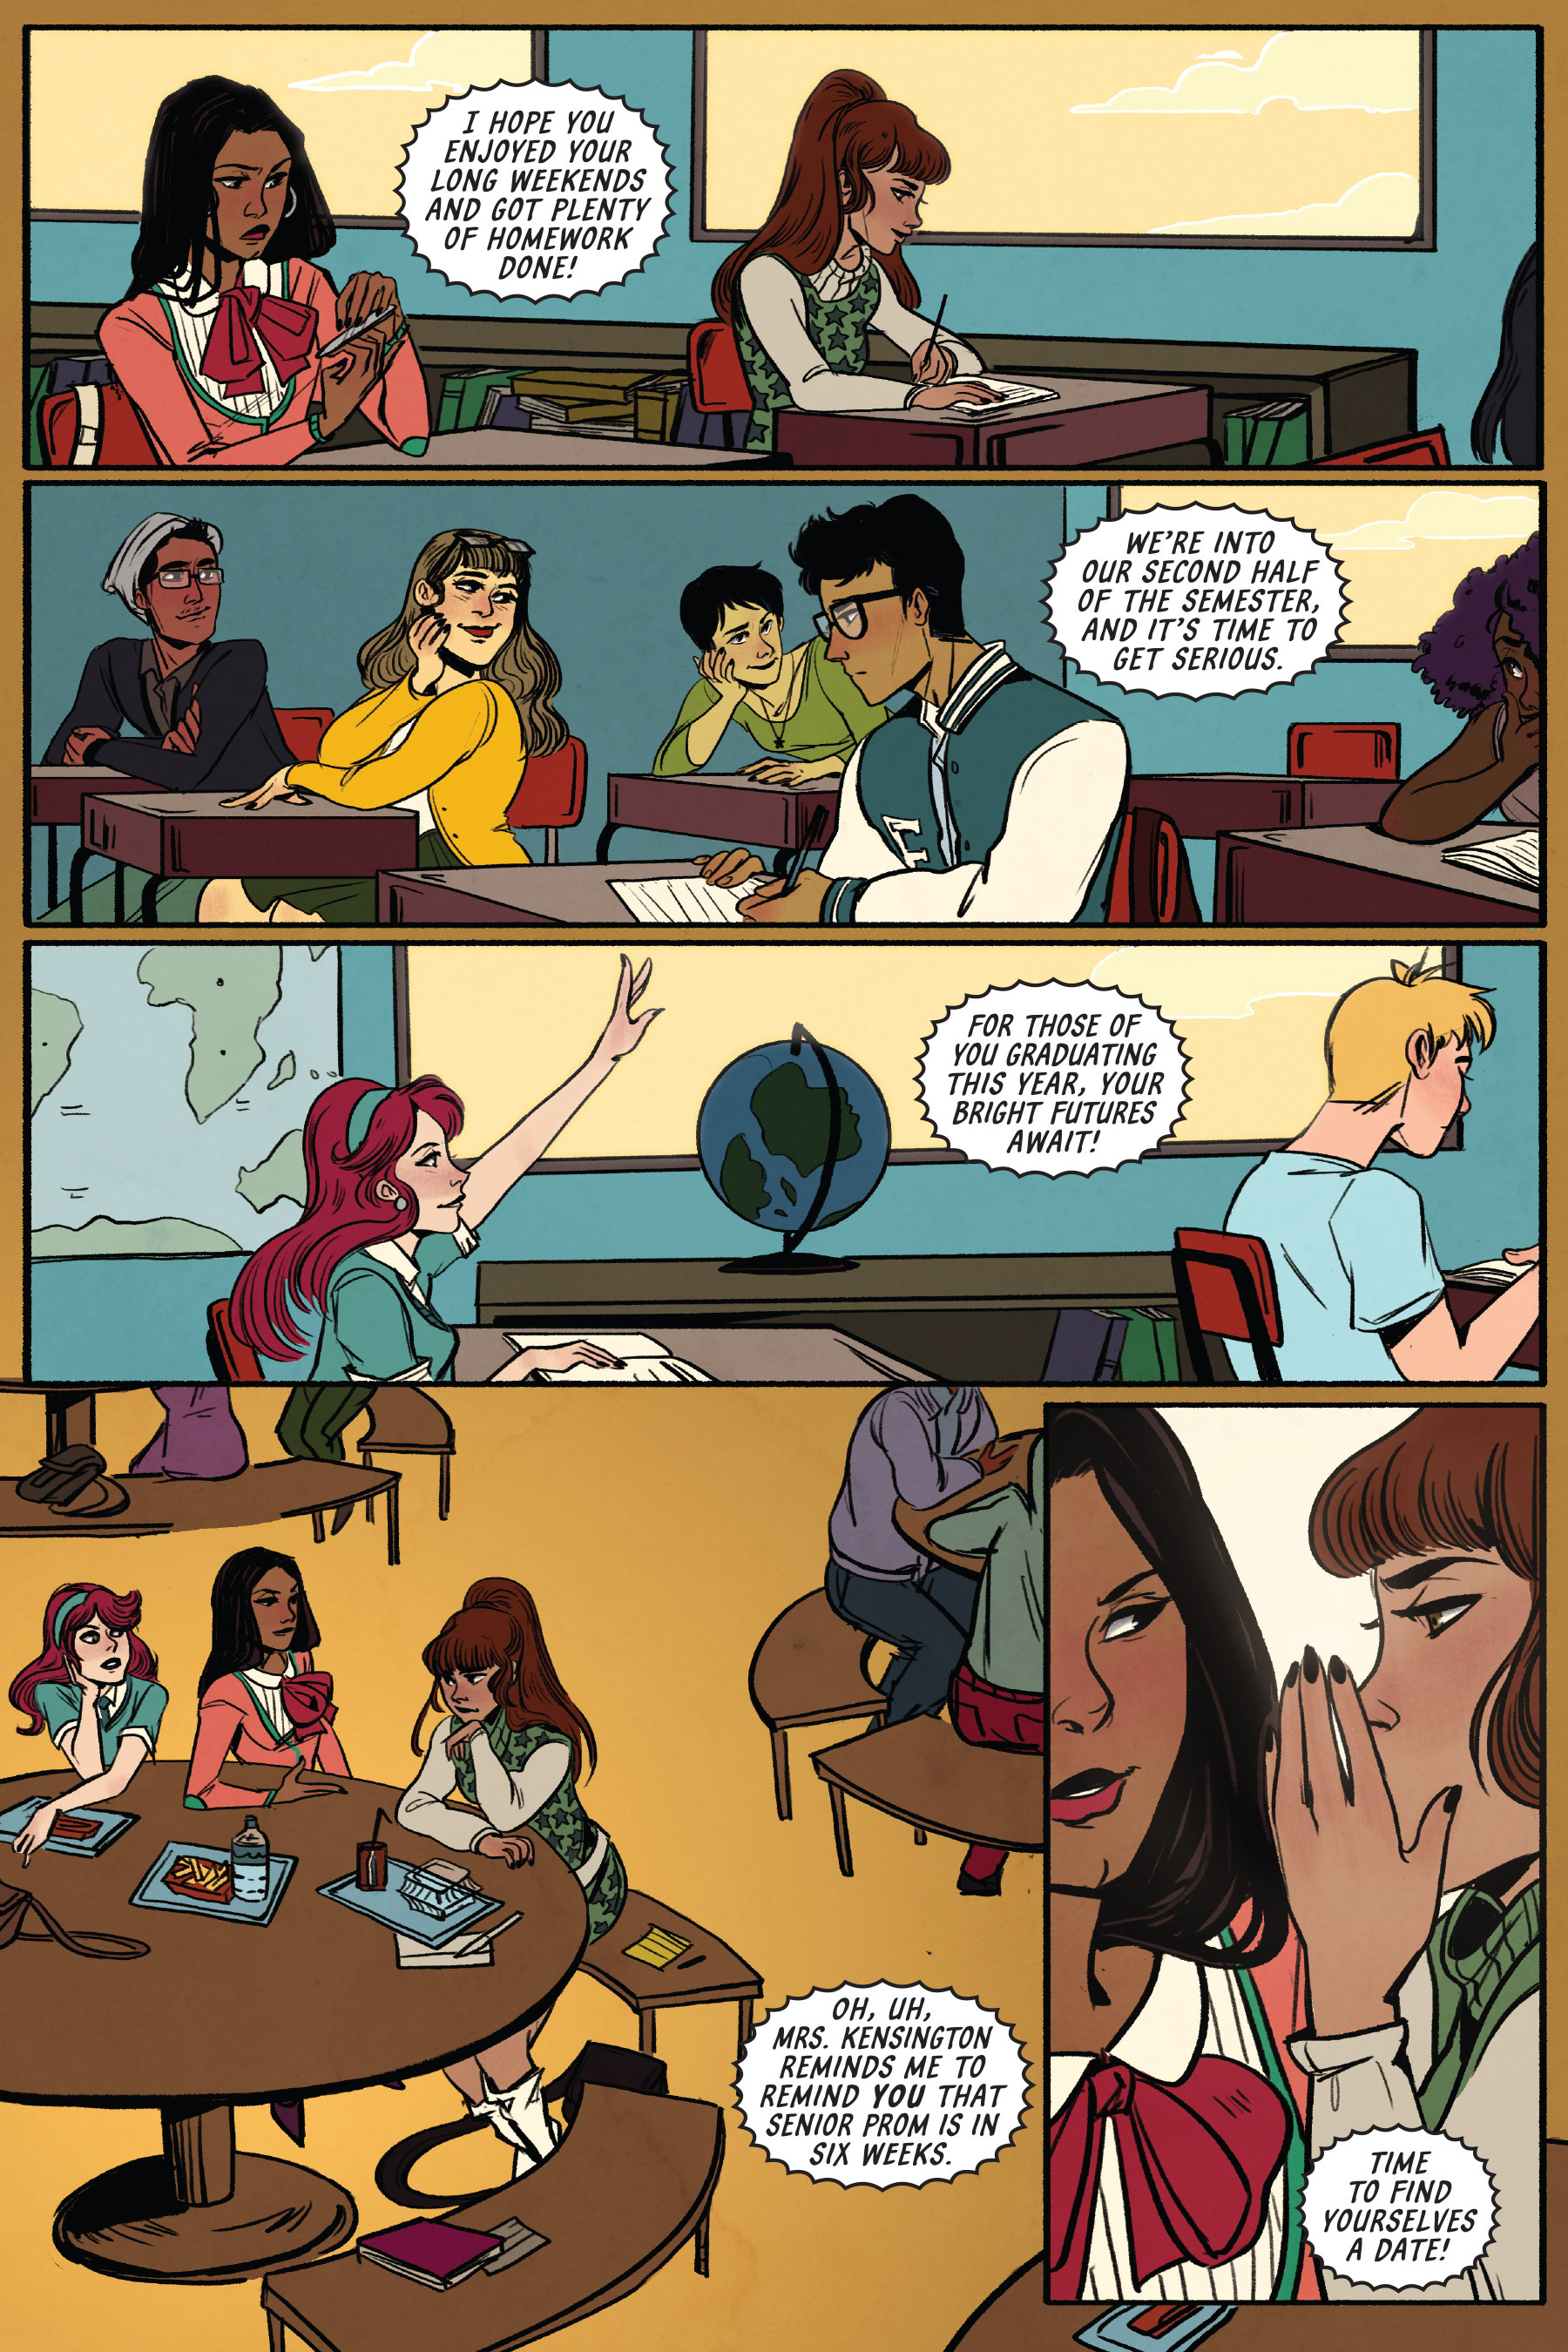 I HOPE YOU
ENJOYED YOUR
LONG WEEKENDS
AND GOT PLENTY
OF HOMEWORK
DONE!
WE'RE INTO
OUR SECOND HALF
OF THE SEMESTER,
AND IT'S TIME TO
GET SERIOUS.
E
FOR THOSE OF
YOU GRADUATING
THIS YEAR, YOUR
BRIGHT FUTURES
AWAIT!
OH, UH,
MRS. KENSINGTON
REMINDS ME TO
REMIND YOU THAT
SENIOR PROM IS IN
SIX WEEKS.
TIME
TO FIND
YOURSELVES
A DATE!